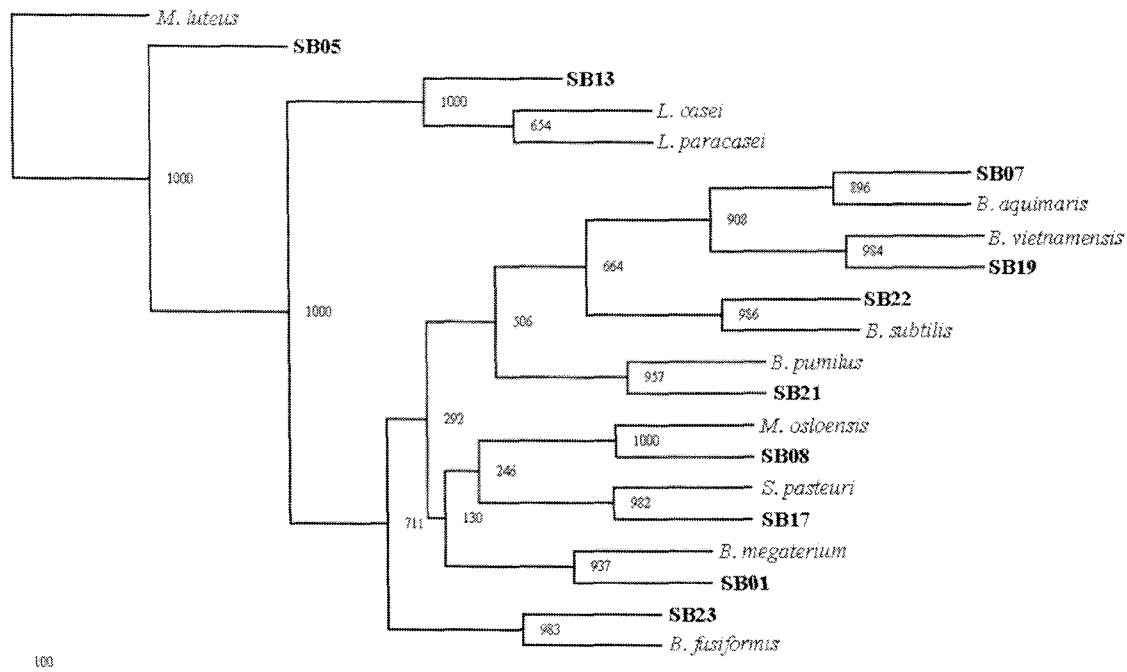 M. luteus
SB05
SB13
1000
L. casei
654
L. paracasei
SB07
1000
896
B. aquimaris
908
B. vietnamensis
984
664
SB19
SB22
1000
986
506
B. subtilis
B. pumilus
957
SB21
292
M. osloensis
1000
SB08
246
S. pasteuri
982
711
130
SB17
B. megaterium
937
SB01
SB23
983
B. fusiformis
100